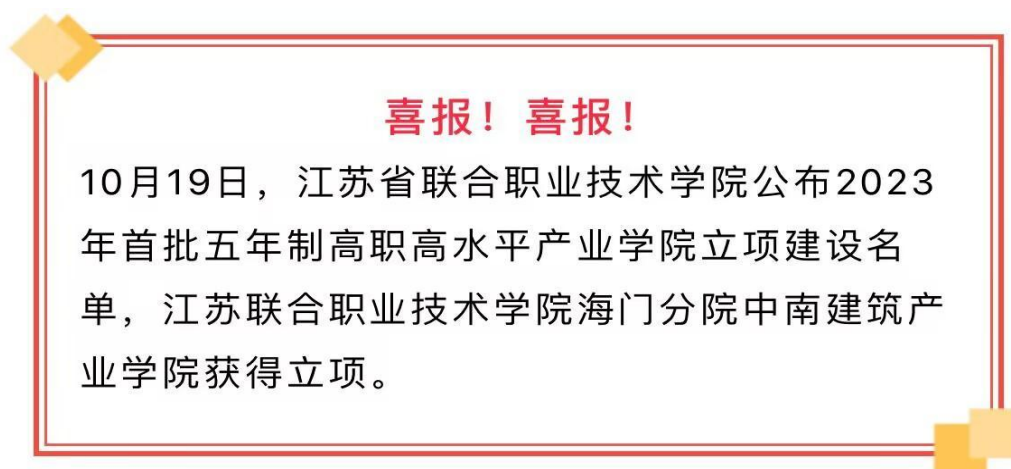 喜报！喜报！
10月19日，江苏省联合职业技术学院公布2023
年首批五年制高职高水平产业学院立项建设名
单，江苏联合职业技术学院海门分院中南建筑产
业学院获得立项。